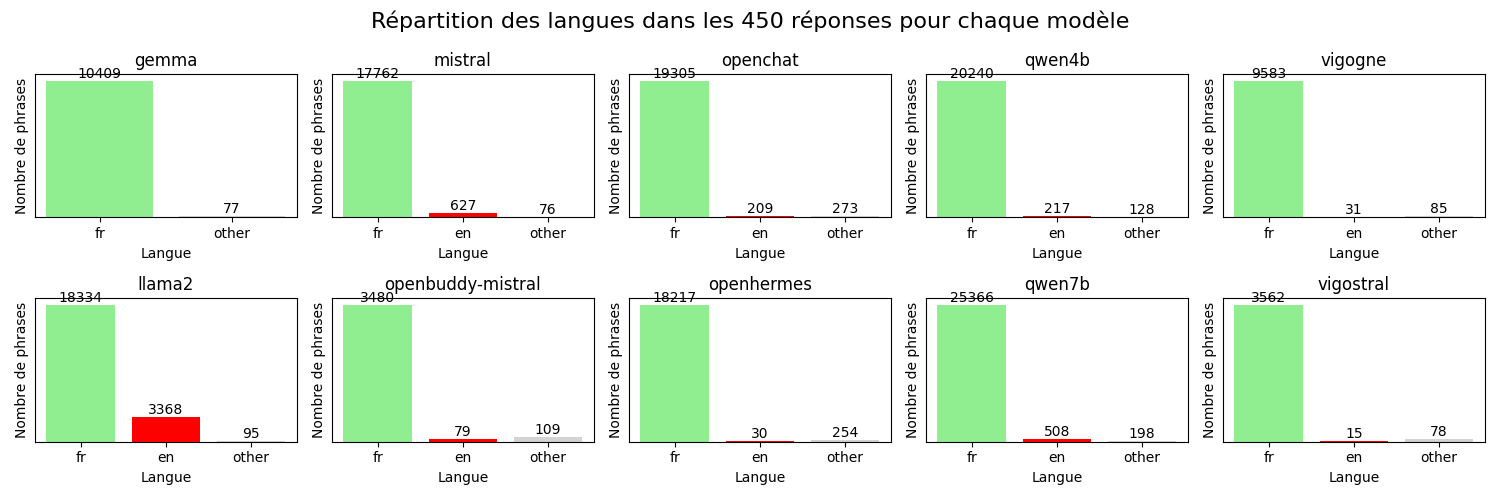 Répartition des langues dans les 450 réponses pour chaque modèle
gemma
Nombre de phrases
10409
77
fr
other
Langue
mistral
Nombre de phrases
17762
627
76
fr
en
other
Langue
openchat
Nombre de phrases
19305
209
273
fr
en
other
Langue
qwen4b
Nombre de phrases
20240
217
128
fr
en
other
Langue
vigogne
Nombre de phrases
9583
31
85
fr
en
other
Langue
llama2
Nombre de phrases
18334
3368
95
fr
en
other
Langue
openbuddy-mistral
Nombre de phrases
3480
79
109
fr
en
other
Langue
openhermes
Nombre de phrases
18217
30
254
fr
en
other
Langue
qwen7b
Nombre de phrases
25366
508
198
fr
en
other
Langue
vigostral
Nombre de phrases
3562
15
78
fr
en
other
Langue